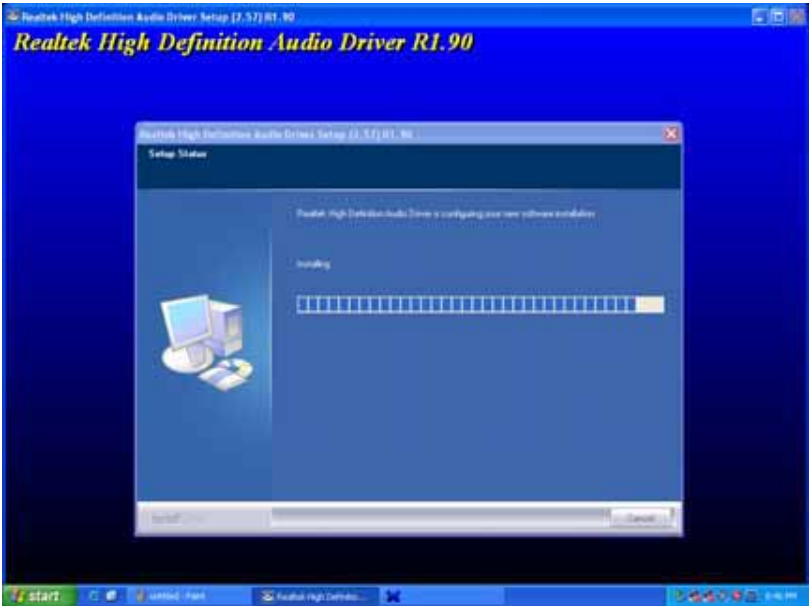 Realtek High Definition Audio Driver Setup (2.57) R1.90
Realtek High Definition Audio Driver R1.90
Realtek High Definition Audio Driver Setup (2.57) R1.90
Setup Status
Realtek High Definition Audio Driver is configuring your new software installation.
Installing
Cancel
start
untitled - Paint
Realtek High Definitio...